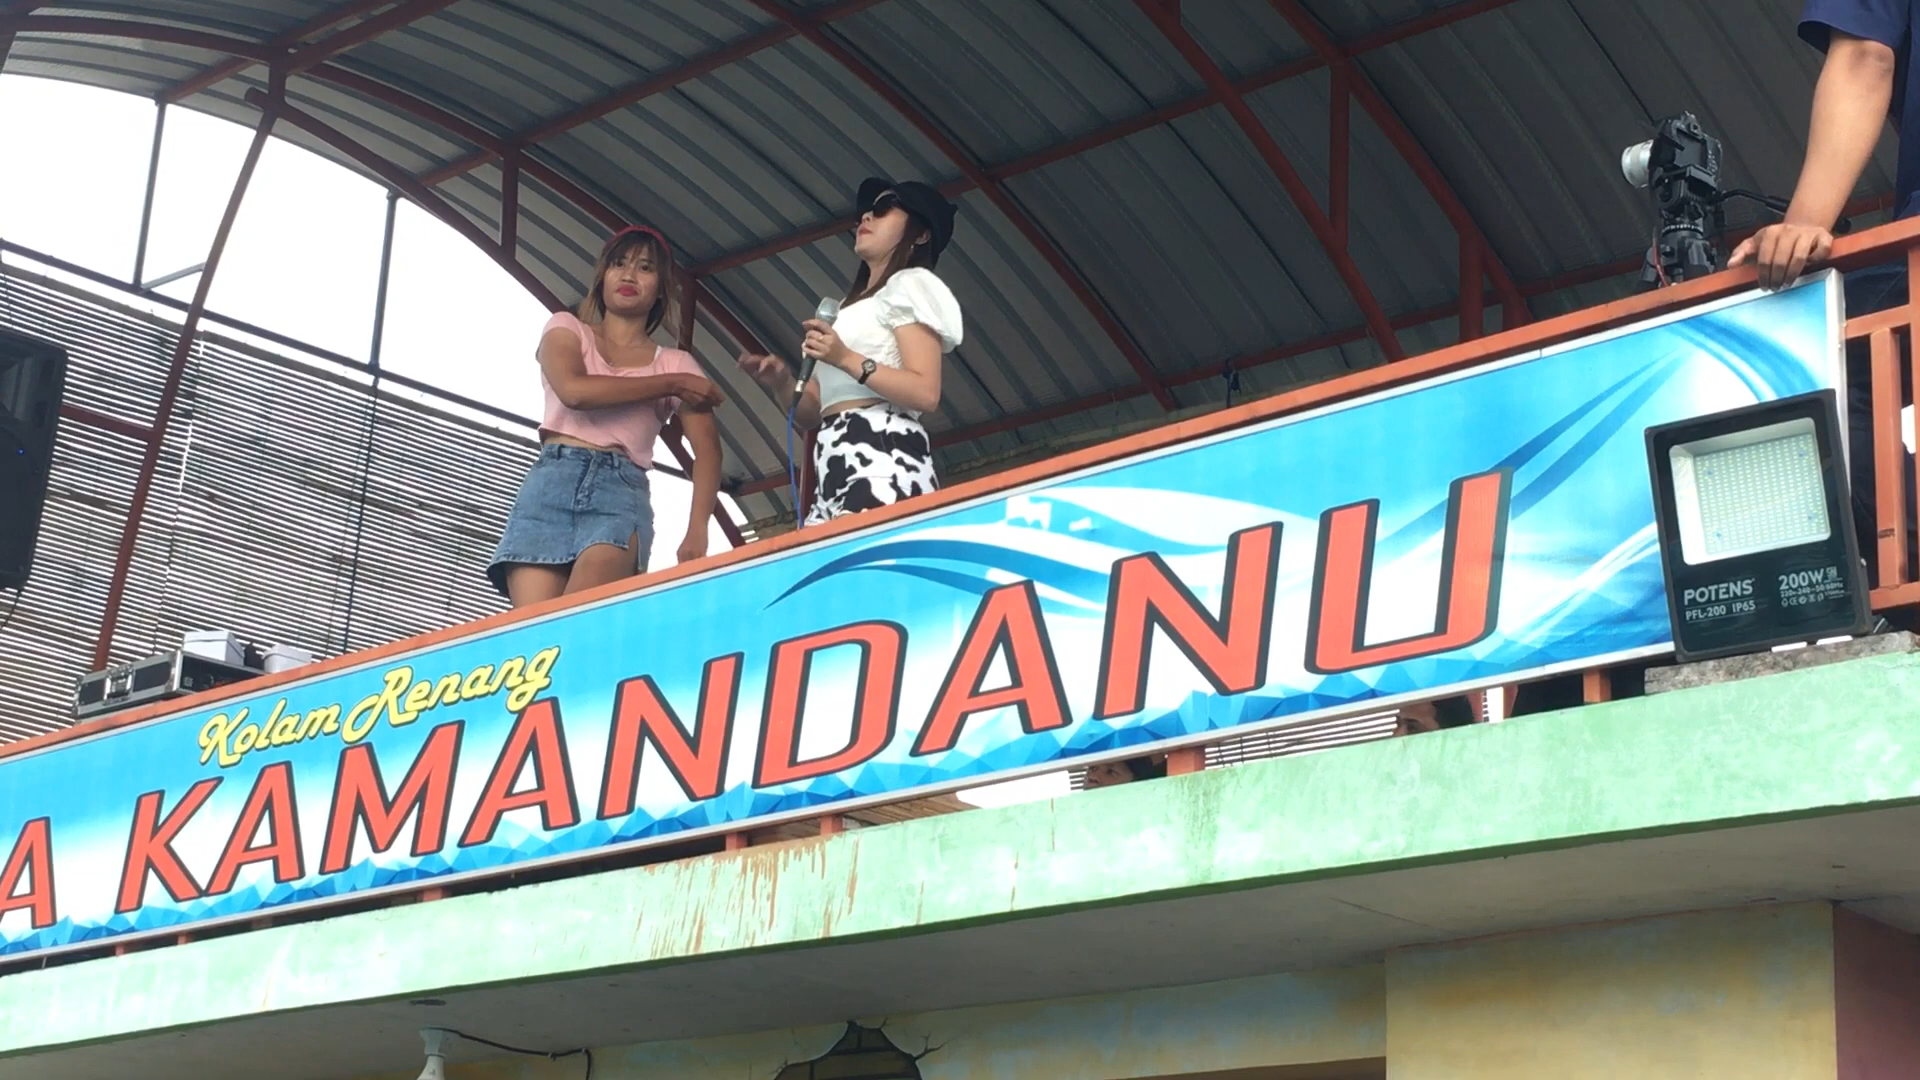 Kolam Renang
A KAMANDANU
POTENS
PFL-200 IP65
200W